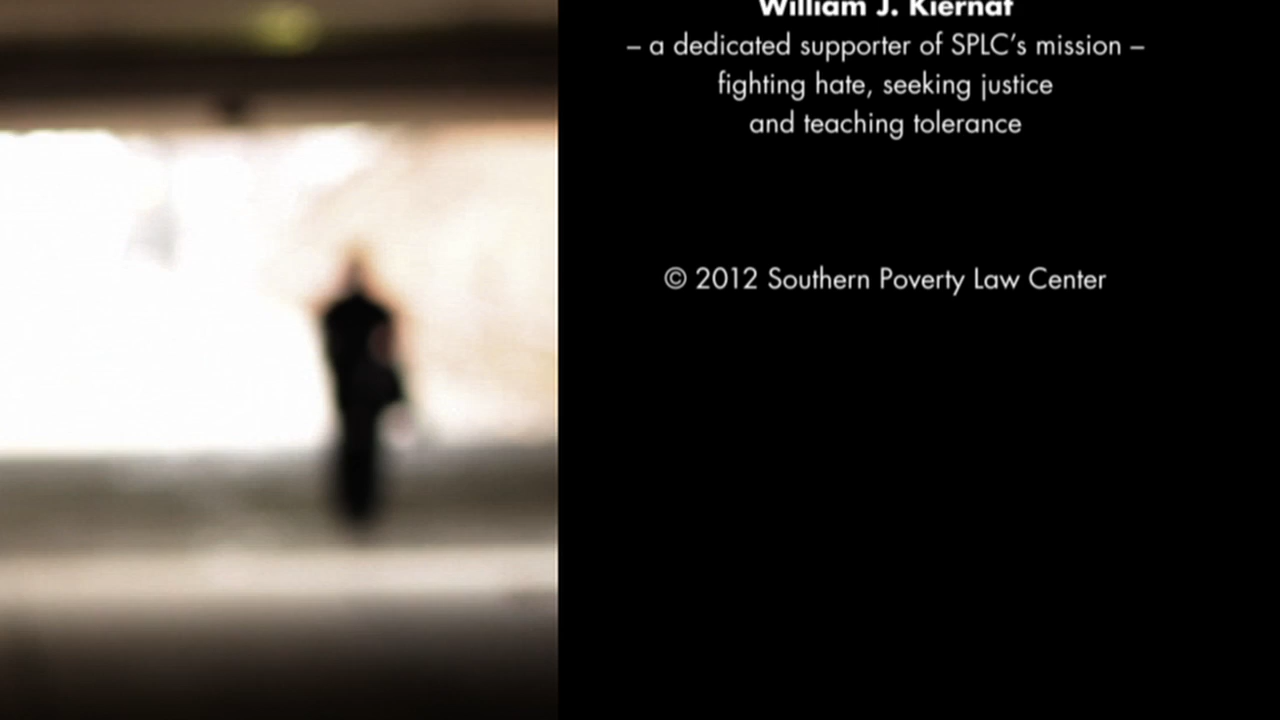 William J. Kiernat
– a dedicated supporter of SPLC’s mission –
fighting hate, seeking justice
and teaching tolerance
© 2012 Southern Poverty Law Center